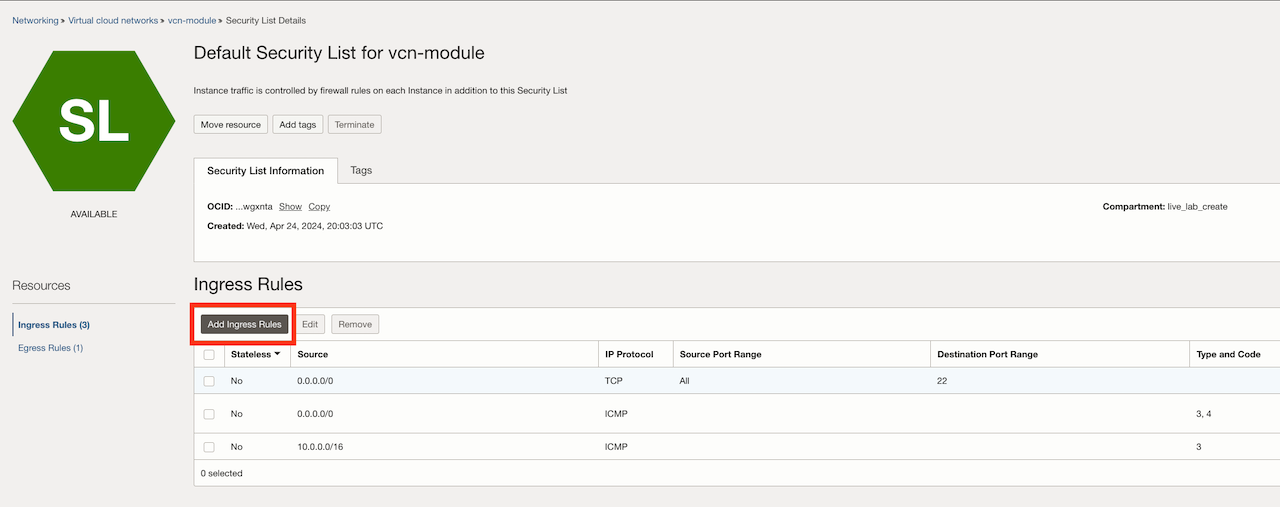 Networking » Virtual cloud networks » vcn-module » Security List Details
SL
AVAILABLE
Default Security List for vcn-module
Instance traffic is controlled by firewall rules on each Instance in addition to this Security List
Move resource Add tags Terminate
Security List Information Tags
OCID: ...wgxnta Show Copy Compartment: live_lab_create
Created: Wed, Apr 24, 2024, 20:03:03 UTC
Resources
Ingress Rules (3)
Egress Rules (1)
Ingress Rules
Add Ingress Rules Edit Remove
Stateless Source IP Protocol Source Port Range Destination Port Range Type and Code
No 0.0.0.0/0 TCP All 22
No 0.0.0.0/0 ICMP 3, 4
No 10.0.0.0/16 ICMP 3
0 selected